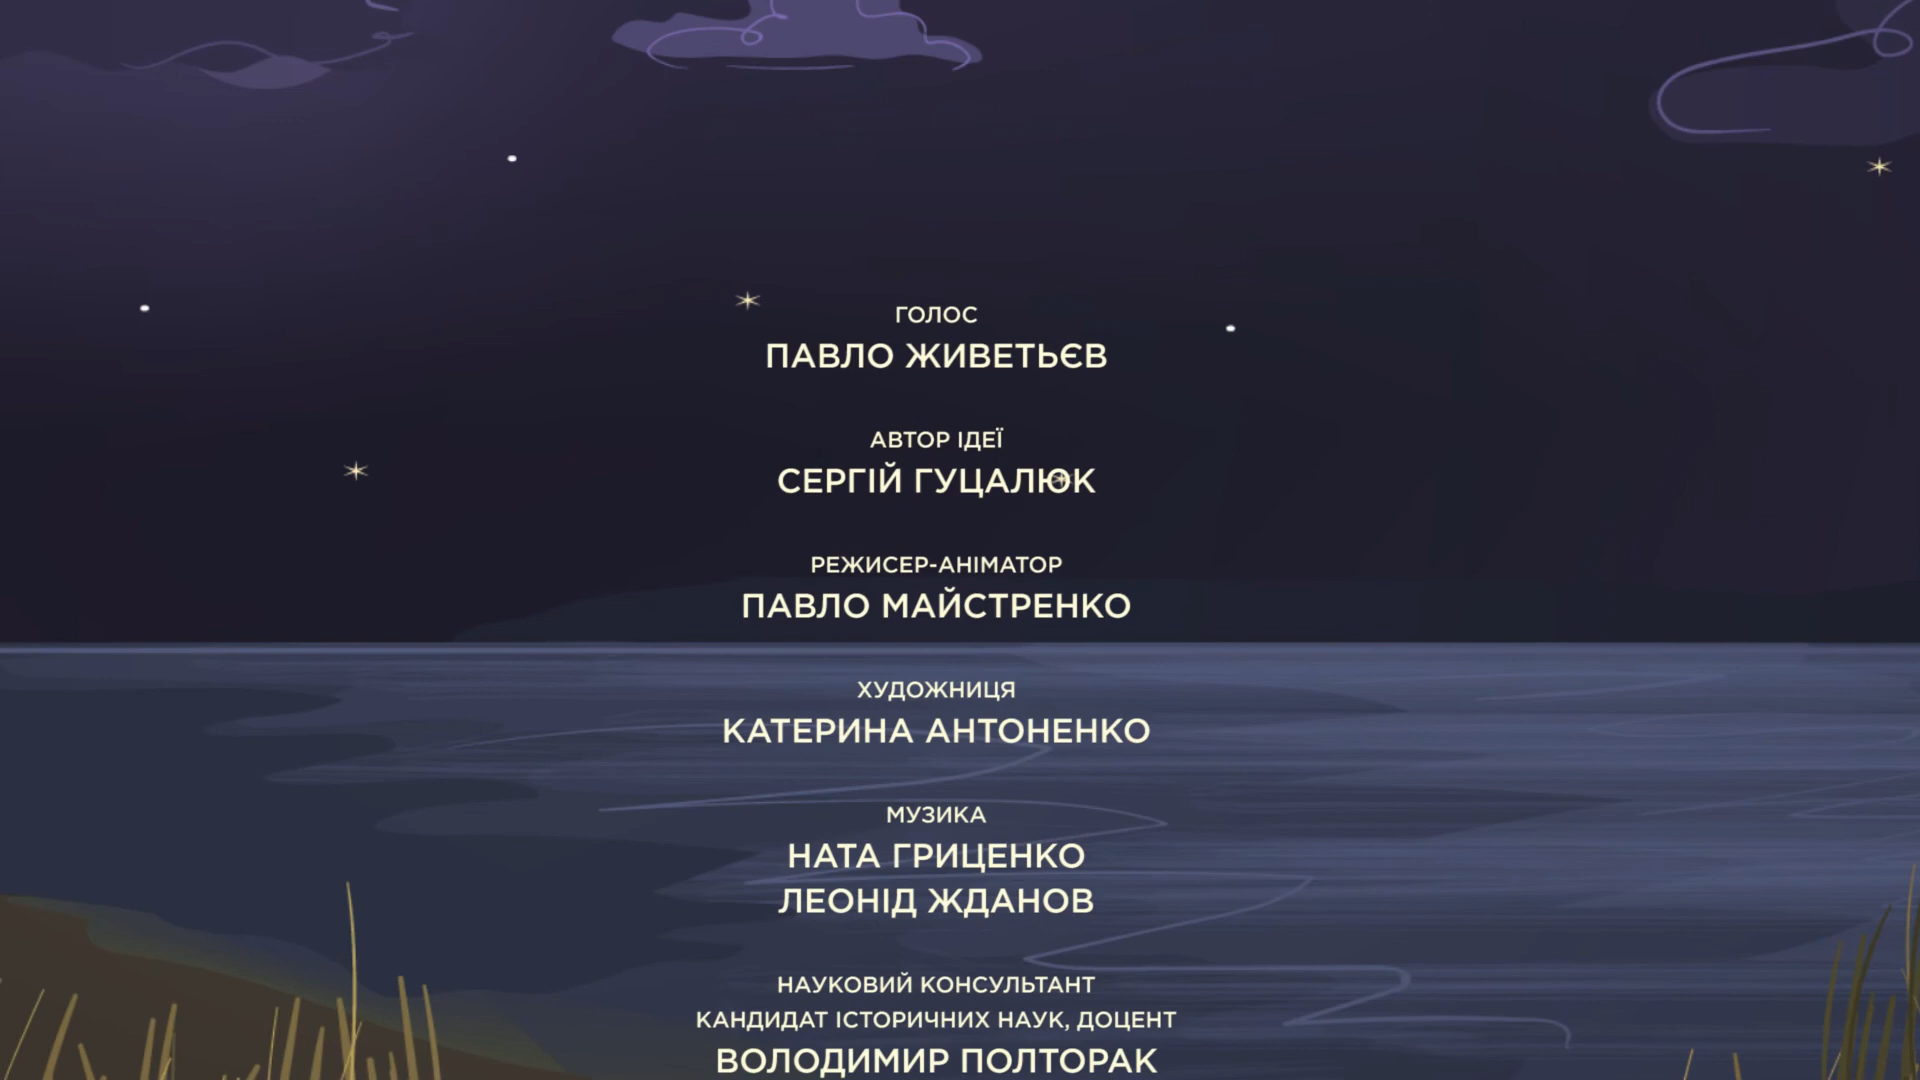 ГОЛОС
ПАВЛО ЖИВЕТЬЄВ
АВТОР ІДЕЇ
СЕРГІЙ ГУЦАЛЮК
РЕЖИСЕР-АНІМАТОР
ПАВЛО МАЙСТРЕНКО
ХУДОЖНИЦЯ
КАТЕРИНА АНТОНЕНКО
МУЗИКА
НАТА ГРИЦЕНКО
ЛЕОНІД ЖДАНОВ
НАУКОВИЙ КОНСУЛЬТАНТ
КАНДИДАТ ІСТОРИЧНИХ НАУК, ДОЦЕНТ
ВОЛОДИМИР ПОЛТОРАК